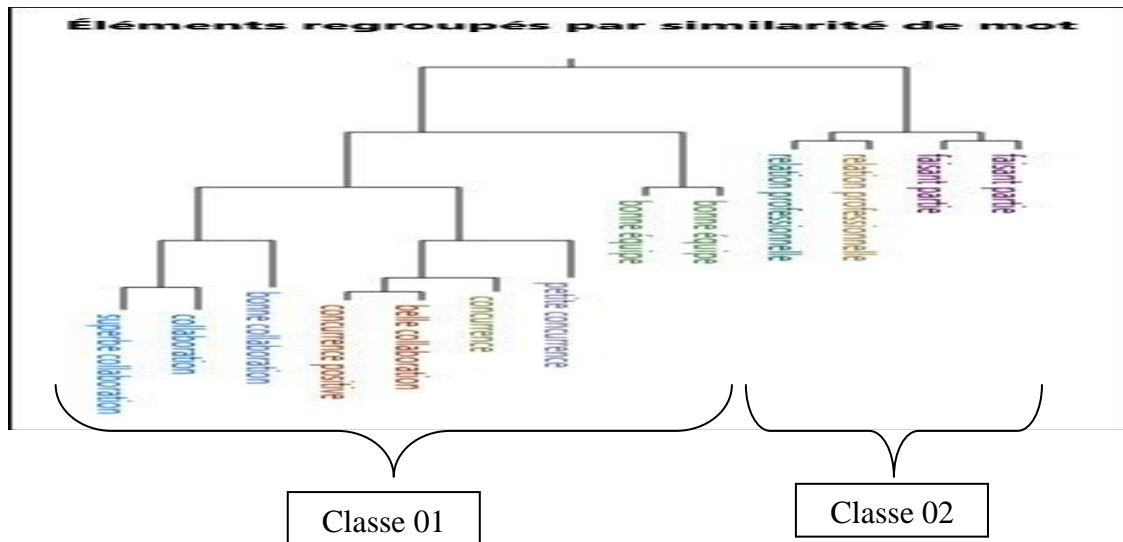 Éléments regroupés par similarité de mot
superbe collaboration
collaboration
bonne collaboration
concurrence positive
belle collaboration
concurrence
petite concurrence
bonne équipe
bonne équipe
relation professionnelle
relation professionnelle
faisant partie
faisant partie
Classe 01
Classe 02